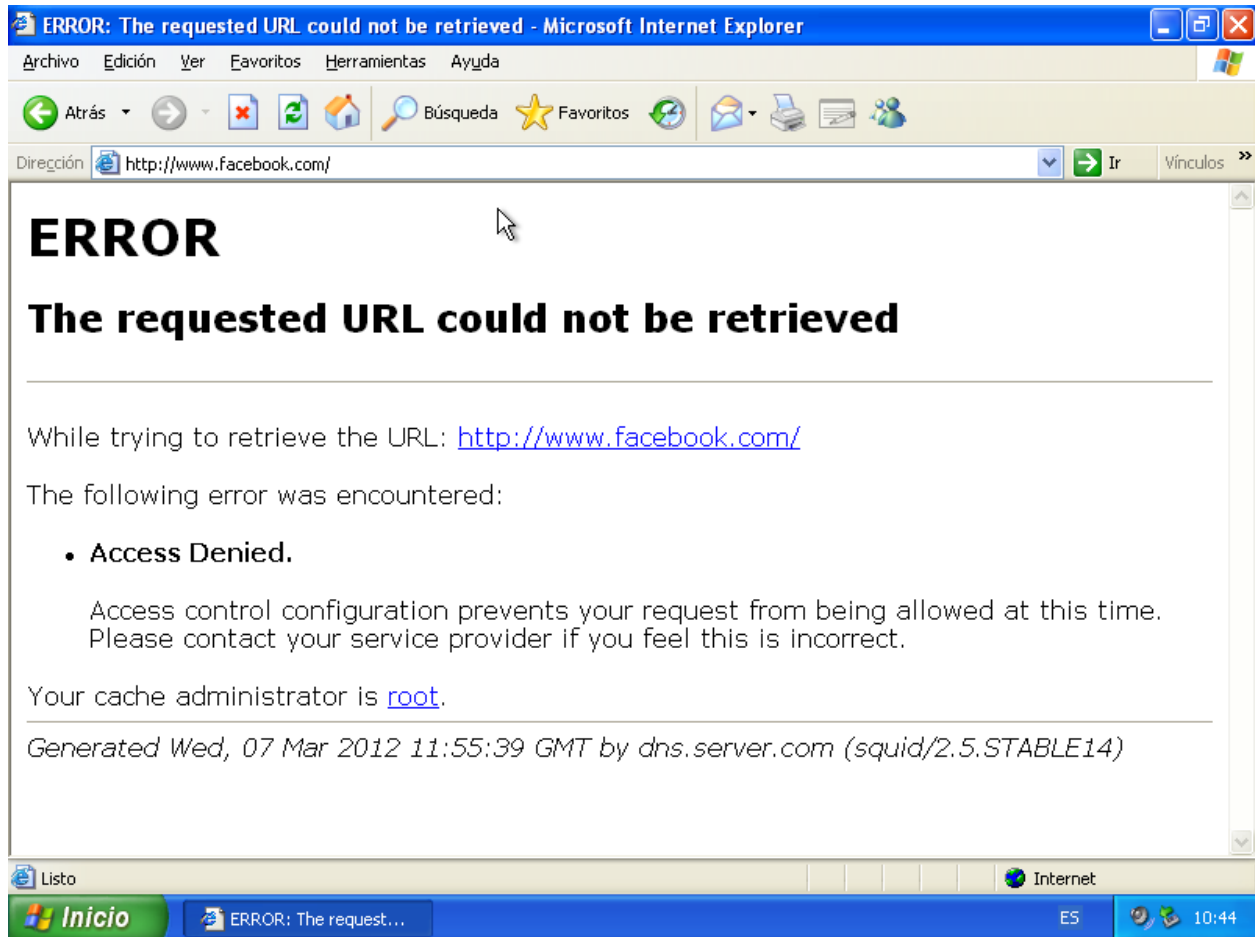 ERROR: The requested URL could not be retrieved - Microsoft Internet Explorer
Archivo Edición Ver Favoritos Herramientas Ayuda
Atrás Búsqueda Favoritos
Dirección http://www.facebook.com/ Ir Vínculos »
ERROR
The requested URL could not be retrieved
While trying to retrieve the URL: http://www.facebook.com/
The following error was encountered:
• Access Denied.
Access control configuration prevents your request from being allowed at this time.
Please contact your service provider if you feel this is incorrect.
Your cache administrator is root.
Generated Wed, 07 Mar 2012 11:55:39 GMT by dns.server.com (squid/2.5.STABLE14)
Listo Internet
Inicio ERROR: The request... ES 10:44